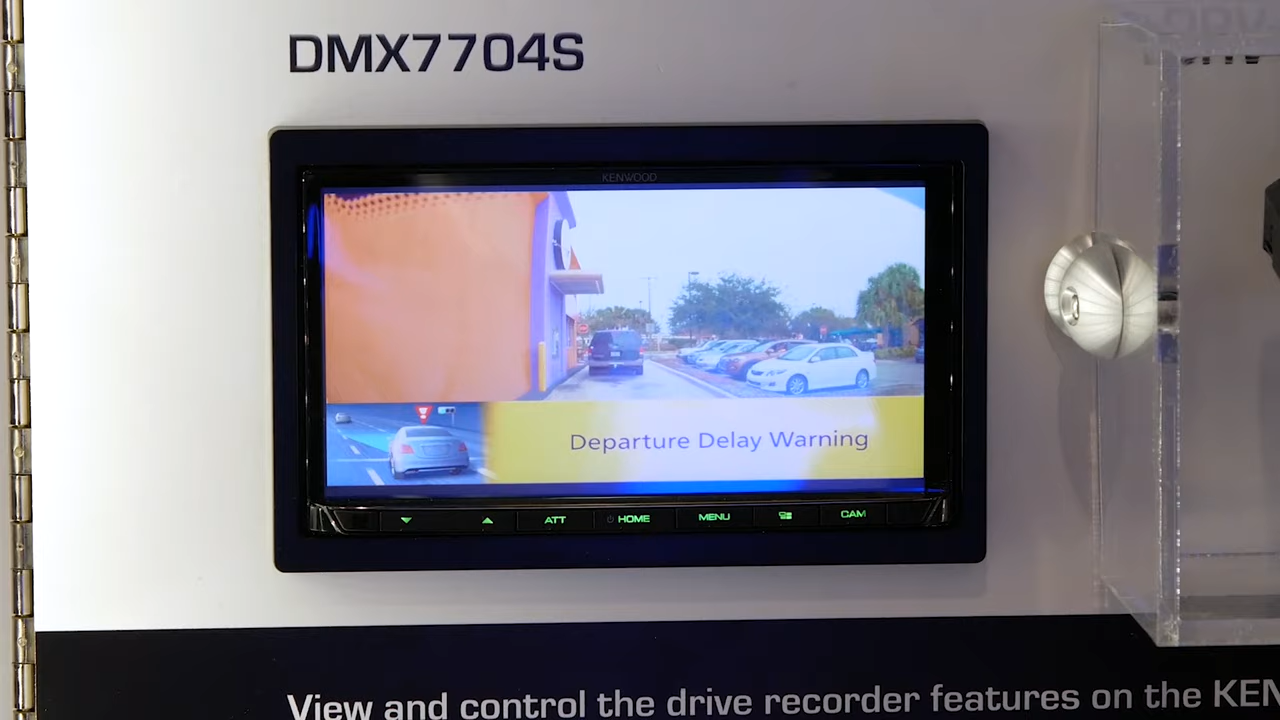 DMX7704S
KENWOOD
Departure Delay Warning
ATT
HOME
MENU
CAM
View and control the drive recorder features on the KEN